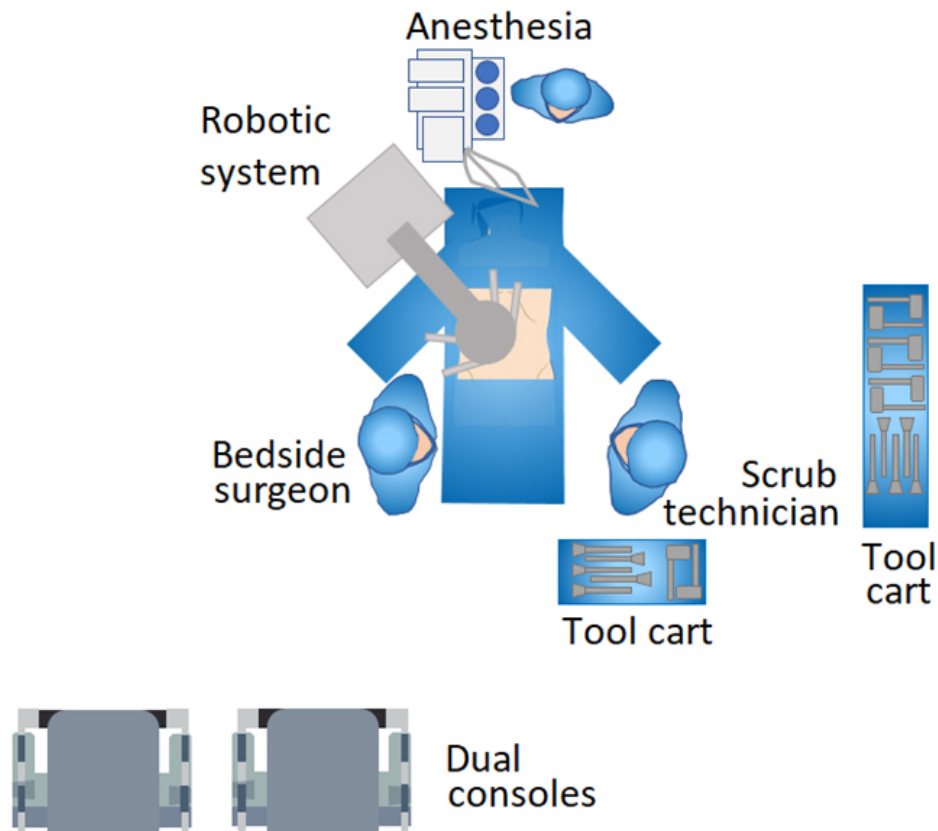 Anesthesia
Robotic
system
Bedside
surgeon
Scrub
technician
Tool
cart
Tool cart
Dual
consoles